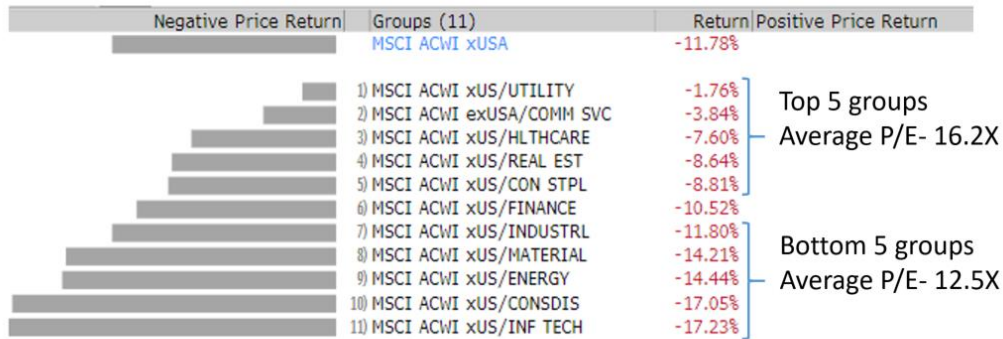 Negative Price Return Groups (11) Return Positive Price Return
MSCI ACWI xUSA -11.78%
1) MSCI ACWI xUS/UTILITY -1.76%
2) MSCI ACWI exUSA/COMM SVC -3.84%
3) MSCI ACWI xUS/HLTHCARE -7.60%
4) MSCI ACWI xUS/REAL EST -8.64%
5) MSCI ACWI xUS/CON STPL -8.81%
6) MSCI ACWI xUS/FINANCE -10.52%
7) MSCI ACWI xUS/INDUSTRL -11.80%
8) MSCI ACWI xUS/MATERIAL -14.21%
9) MSCI ACWI xUS/ENERGY -14.44%
10) MSCI ACWI xUS/CONSDIS -17.05%
11) MSCI ACWI xUS/INF TECH -17.23%
Top 5 groups
Average P/E- 16.2X
Bottom 5 groups
Average P/E- 12.5X